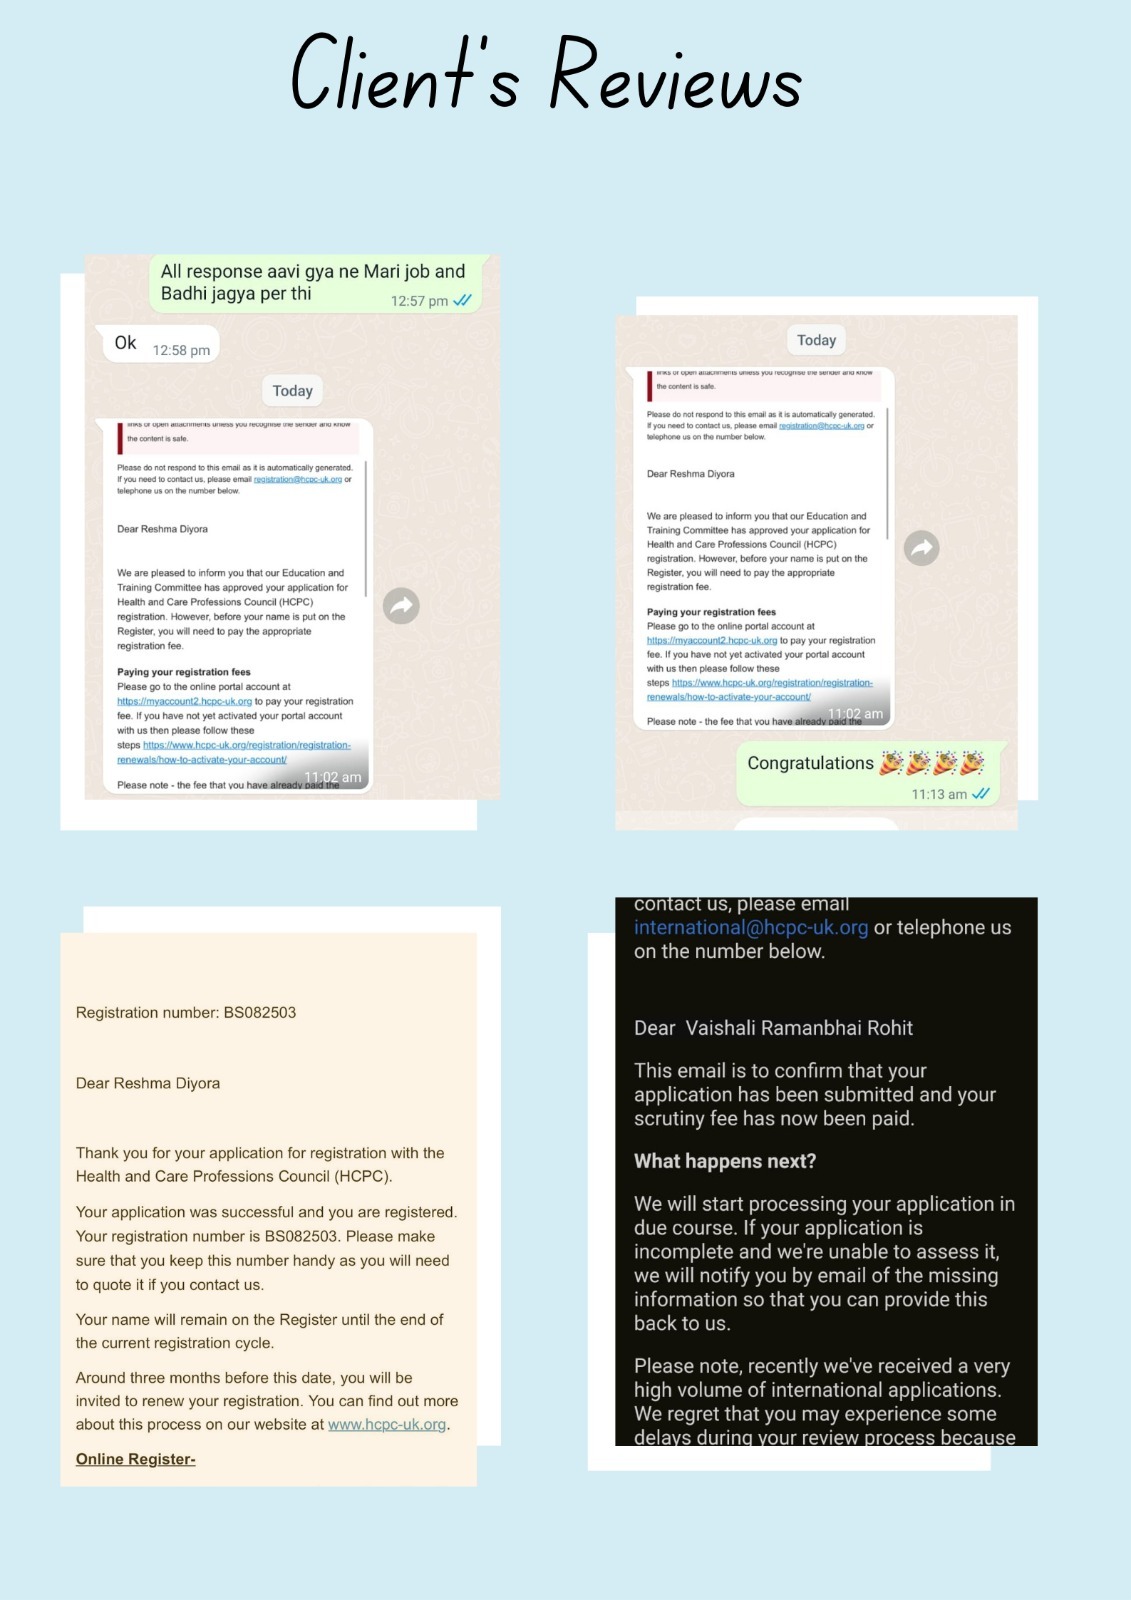 Client's Reviews
All response aavi gya ne Mari job and
Badhi jagya per thi
12:57 pm
Ok
12:58 pm
Today
links or open attachments unless you recognise the sender and know
the content is safe.
Please do not respond to this email as it is automatically generated.
If you need to contact us, please email registration@hcpc-uk.org or
telephone us on the number below.
Dear Reshma Diyora
We are pleased to inform you that our Education and
Training Committee has approved your application for
Health and Care Professions Council (HCPC)
registration. However, before your name is put on the
Register, you will need to pay the appropriate
registration fee.
Paying your registration fees
Please go to the online portal account at
https://myaccount2.hcpc-uk.org to pay your registration
fee. If you have not yet activated your portal account
with us then please follow these
steps https://www.hcpc-uk.org/registration/registration-
renewals/how-to-activate-your-account/
11:02 am
Please note - the fee that you have already paid the
Today
links or open attachments unless you recognise the sender and know
the content is safe.
Please do not respond to this email as it is automatically generated.
If you need to contact us, please email registration@hcpc-uk.org or
telephone us on the number below.
Dear Reshma Diyora
We are pleased to inform you that our Education and
Training Committee has approved your application for
Health and Care Professions Council (HCPC)
registration. However, before your name is put on the
Register, you will need to pay the appropriate
registration fee.
Paying your registration fees
Please go to the online portal account at
https://myaccount2.hcpc-uk.org to pay your registration
fee. If you have not yet activated your portal account
with us then please follow these
steps https://www.hcpc-uk.org/registration/registration-
renewals/how-to-activate-your-account/
11:02 am
Please note - the fee that you have already paid the
Congratulations 🎉🎉🎉🎉
11:13 am
Registration number: BS082503
Dear Reshma Diyora
Thank you for your application for registration with the
Health and Care Professions Council (HCPC).
Your application was successful and you are registered.
Your registration number is BS082503. Please make
sure that you keep this number handy as you will need
to quote it if you contact us.
Your name will remain on the Register until the end of
the current registration cycle.
Around three months before this date, you will be
invited to renew your registration. You can find out more
about this process on our website at www.hcpc-uk.org.
Online Register-
contact us, please email
international@hcpc-uk.org or telephone us
on the number below.
Dear Vaishali Ramanbhai Rohit
This email is to confirm that your
application has been submitted and your
scrutiny fee has now been paid.
What happens next?
We will start processing your application in
due course. If your application is
incomplete and we're unable to assess it,
we will notify you by email of the missing
information so that you can provide this
back to us.
Please note, recently we've received a very
high volume of international applications.
We regret that you may experience some
delays during your review process because